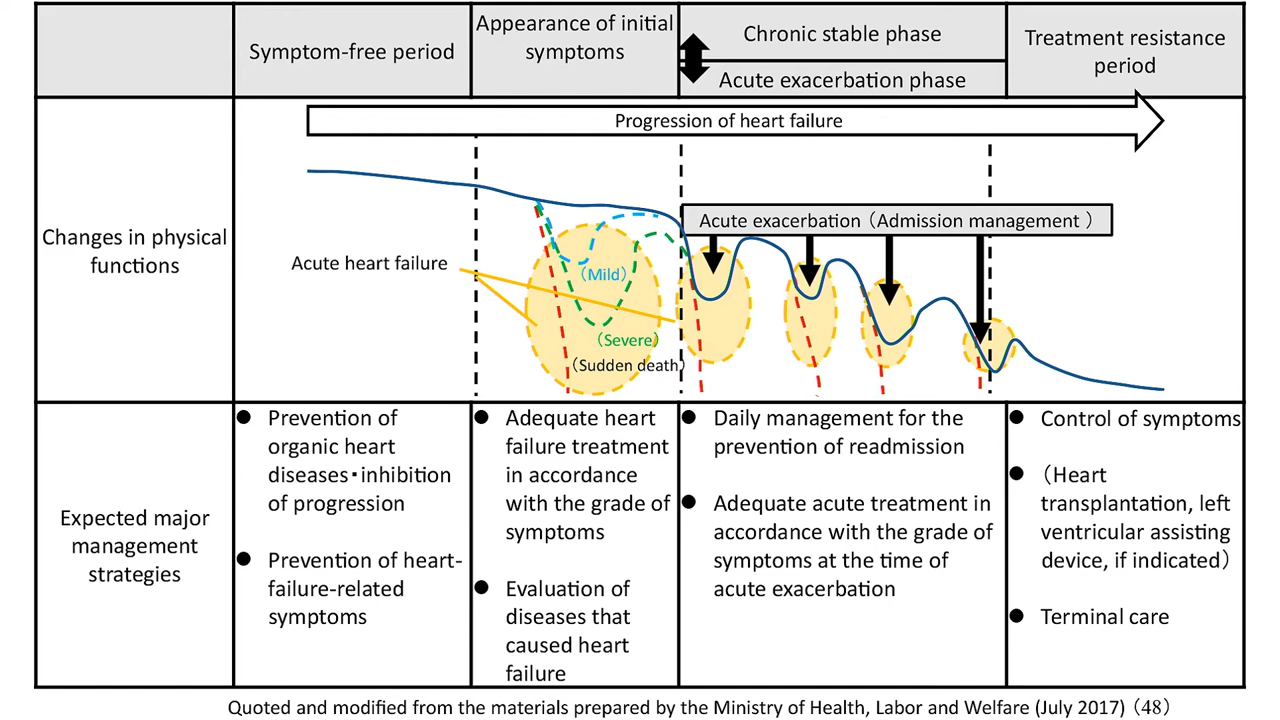 Symptom-free period
Appearance of initial
symptoms
Chronic stable phase
Acute exacerbation phase
Treatment resistance
period
Progression of heart failure
Changes in physical
functions
Acute exacerbation（Admission management ）
Acute heart failure
（Mild）
（Severe）
（Sudden death）
Expected major
management
strategies
● Prevention of
organic heart
diseases・inhibition
of progression
● Prevention of heart-
failure-related
symptoms
● Adequate heart
failure treatment
in accordance
with the grade of
symptoms
● Evaluation of
diseases that
caused heart
failure
● Daily management for the
prevention of readmission
● Adequate acute treatment in
accordance with the grade of
symptoms at the time of
acute exacerbation
● Control of symptoms
● （Heart
transplantation, left
ventricular assisting
device, if indicated）
● Terminal care
Quoted and modified from the materials prepared by the Ministry of Health, Labor and Welfare (July 2017)（48）